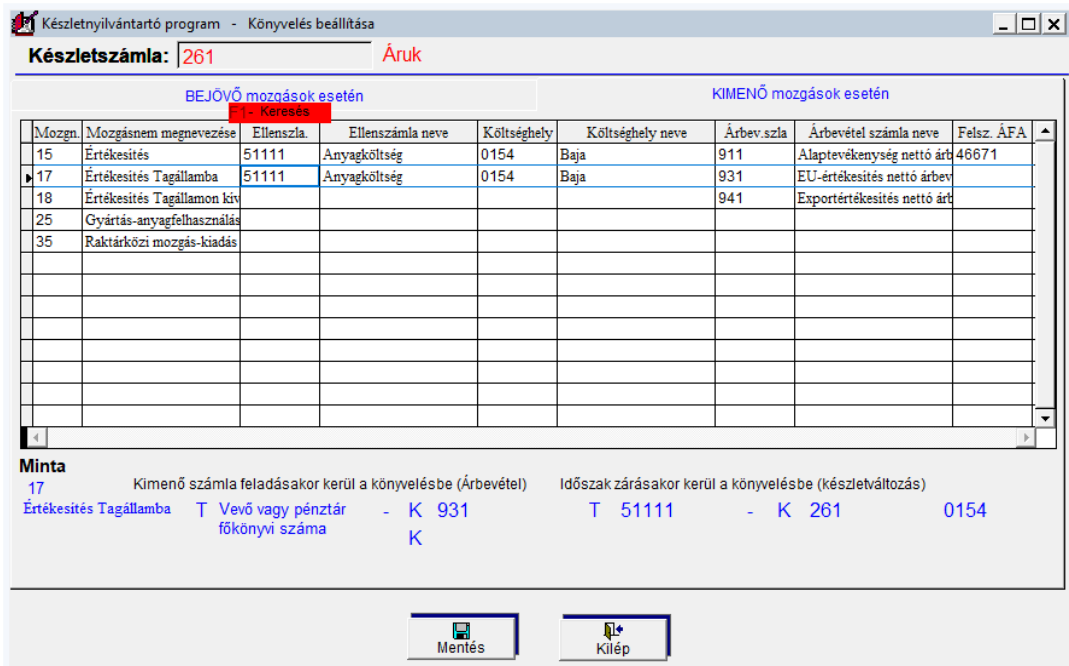 Készletnyilvántartó program - Könyvelés beállítása
Készletszámla: 261 Áruk
BEJÖVŐ mozgások esetén KIMENŐ mozgások esetén
F1- Keresés
Mozgn. Mozgásnem megnevezése Ellenszla. Ellenszámla neve Költséghely Költséghely neve Árbev.szla Árbevétel számla neve Felsz. ÁFA
15 Értékesítés 51111 Anyagköltség 0154 Baja 911 Alaptevékenység nettó árb 46671
17 Értékesítés Tagállamba 51111 Anyagköltség 0154 Baja 931 EU-értékesítés nettó árbev
18 Értékesítés Tagállamon kív 941 Exportértékesítés nettó árb
25 Gyártás-anyagfelhasználás
35 Raktárközi mozgás-kiadás
Minta
17 Kimenő számla feladásakor kerül a könyvelésbe (Árbevétel) Időszak zárásakor kerül a könyvelésbe (készletváltozás)
Értékesítés Tagállamba T Vevő vagy pénztár - K 931 T 51111 - K 261 0154
főkönyvi száma K
Mentés Kilép